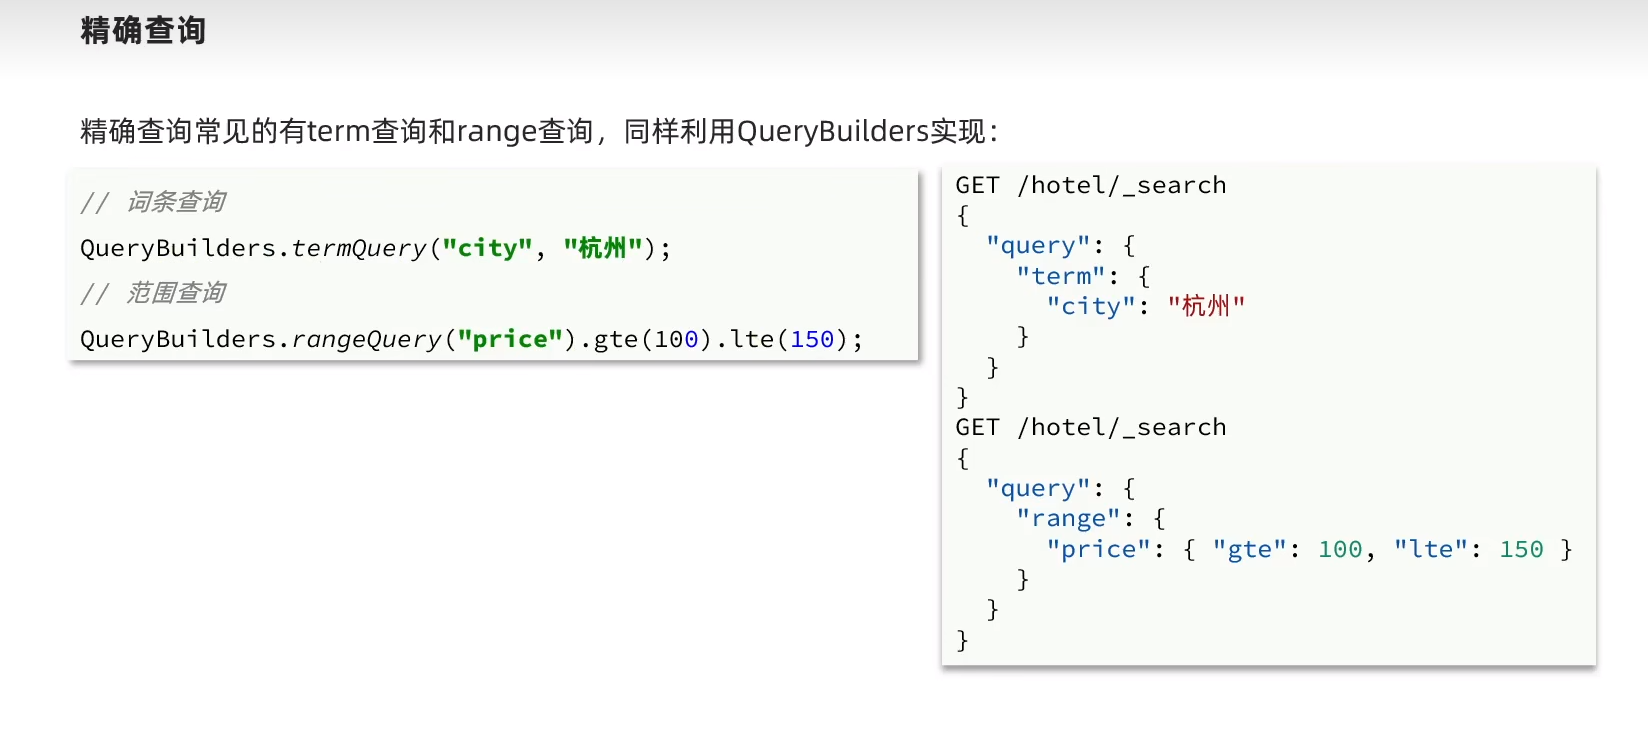 精确查询
精确查询常见的有term查询和range查询，同样利用QueryBuilders实现：
// 词条查询
QueryBuilders.termQuery("city", "杭州");
// 范围查询
QueryBuilders.rangeQuery("price").gte(100).lte(150);
GET /hotel/_search
{
  "query": {
    "term": {
      "city": "杭州"
    }
  }
}
GET /hotel/_search
{
  "query": {
    "range": {
      "price": { "gte": 100, "lte": 150 }
    }
  }
}